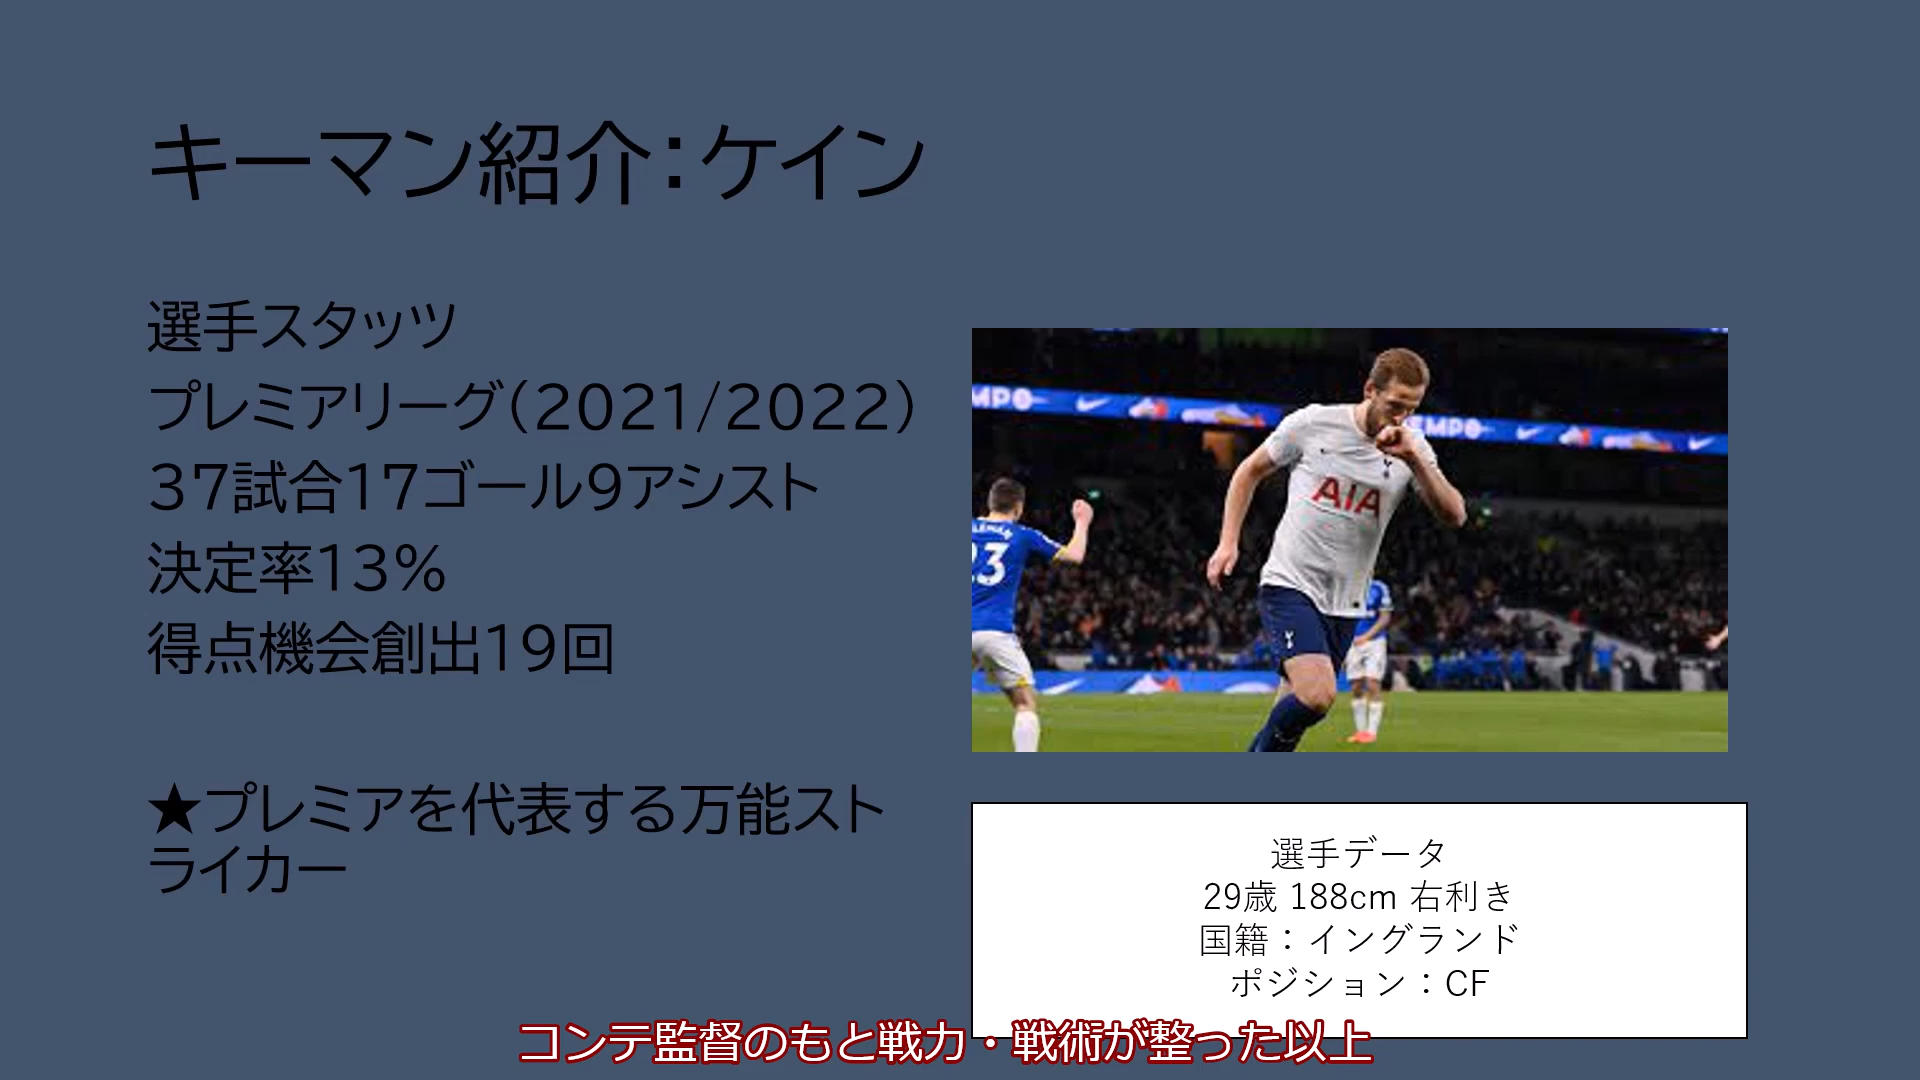 キーマン紹介：ケイン
選手スタッツ
プレミアリーグ（2021/2022）
37試合17ゴール9アシスト
決定率13%
得点機会創出19回
★プレミアを代表する万能スト
ライカー
MPO
EMPO
AIA
23
選手データ
29歳 188cm 右利き
国籍：イングランド
ポジション：CF
コンテ監督のもと戦力・戦術が整った以上